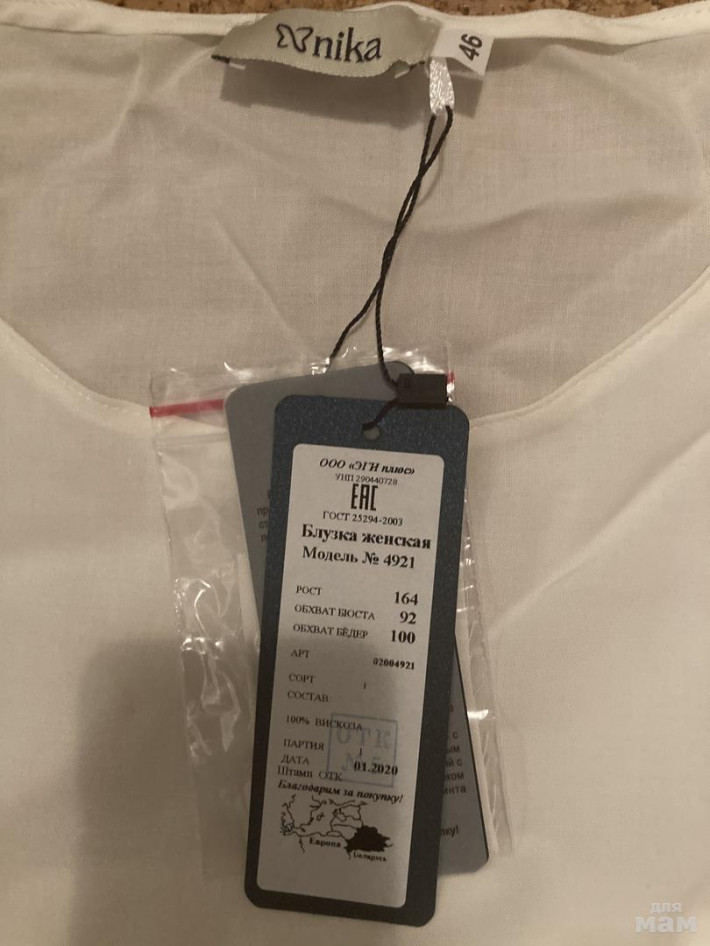 nika
46
ООО «ЭГН плюс»
УНП 290440728
ЕАС
ГОСТ 25294-2003
Блузка женская
Модель № 4921
РОСТ 164
ОБХВАТ БЮСТА 92
ОБХВАТ БЁДЕР 100
АРТ 02004921
СОРТ 1
СОСТАВ
100% ВИСКОЗА
ОТК
ПАРТИЯ 1
ДАТА 01.2020
Штамп ОТК
Благодарим за покупку!
Европа
Беларусь
для
мам